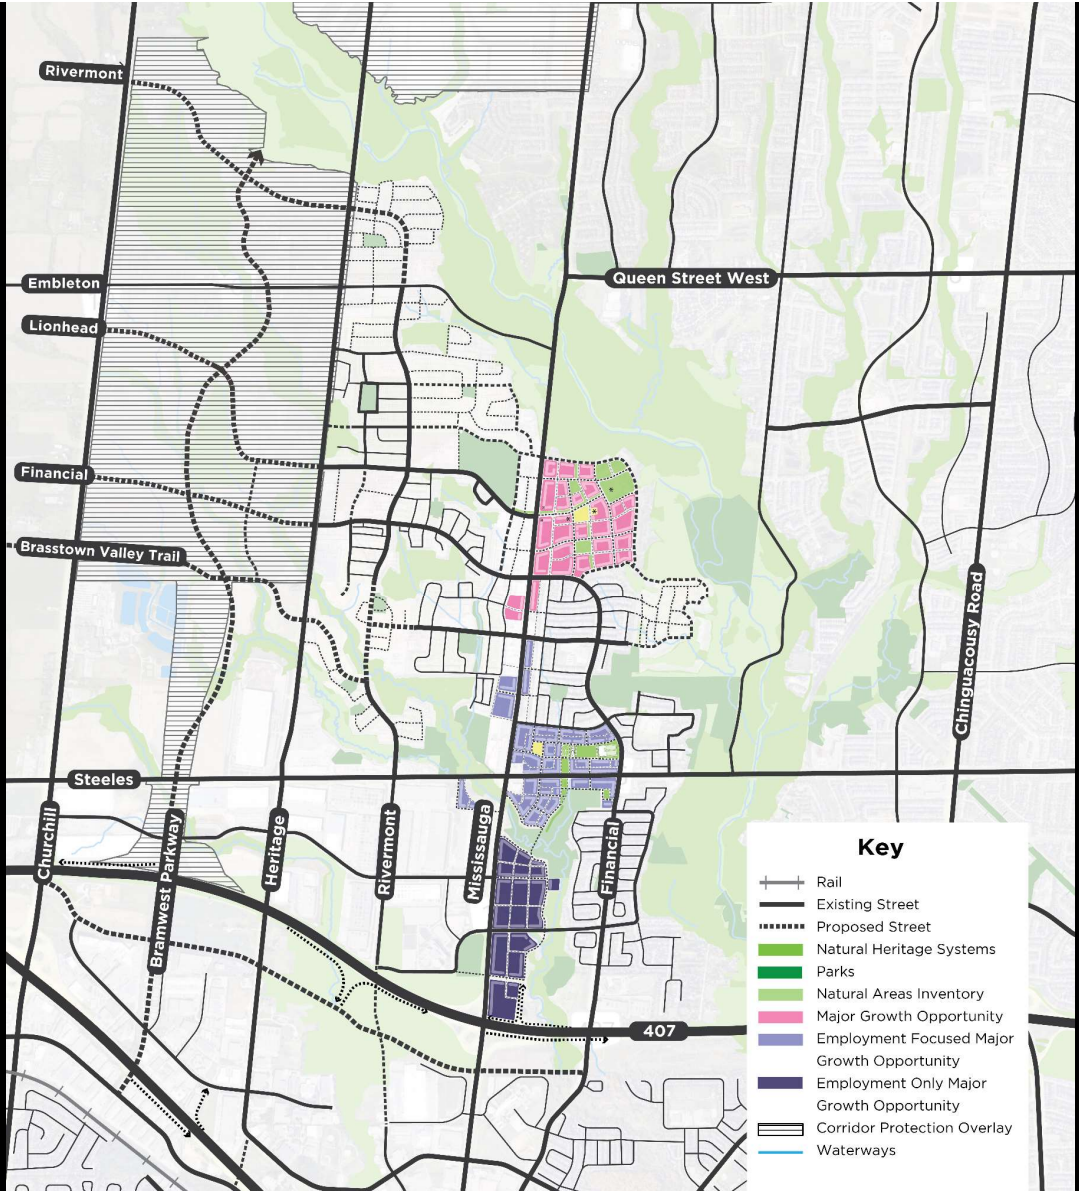 Rivermont
Queen Street West
Embleton
Lionhead
Financial
Brasstown Valley Trail
Chinguacousy Road
Steeles
Churchill
Bramwest Parkway
Heritage
Rivermont
Mississauga
Financial
407
Key
Rail
Existing Street
Proposed Street
Natural Heritage Systems
Parks
Natural Areas Inventory
Major Growth Opportunity
Employment Focused Major
Growth Opportunity
Employment Only Major
Growth Opportunity
Corridor Protection Overlay
Waterways